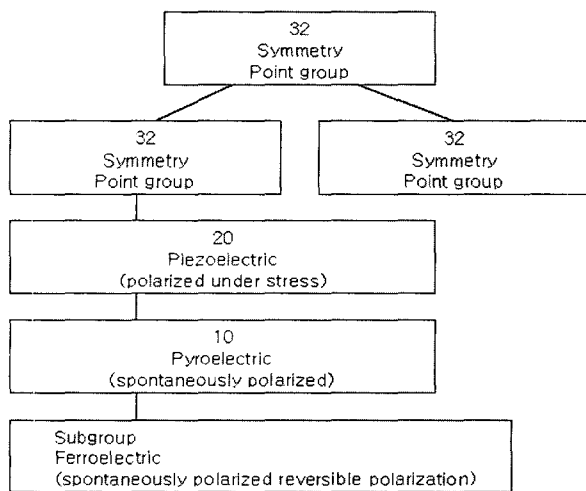 32
Symmetry
Point group
32
Symmetry
Point group
32
Symmetry
Point group
20
Piezoelectric
(polarized under stress)
10
Pyroelectric
(spontaneously polarized)
Subgroup
Ferroelectric
(spontaneously polarized reversible polarization)